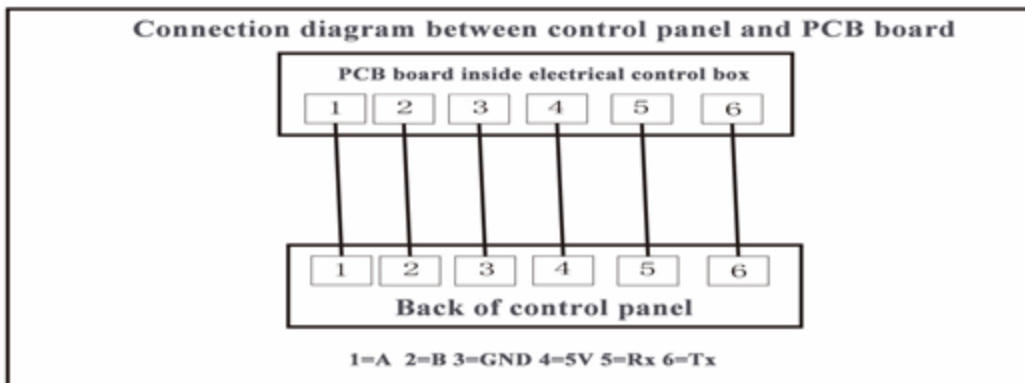 Connection diagram between control panel and PCB board
PCB board inside electrical control box
1 2 3 4 5 6
1 2 3 4 5 6
Back of control panel
1=A 2=B 3=GND 4=5V 5=Rx 6=Tx